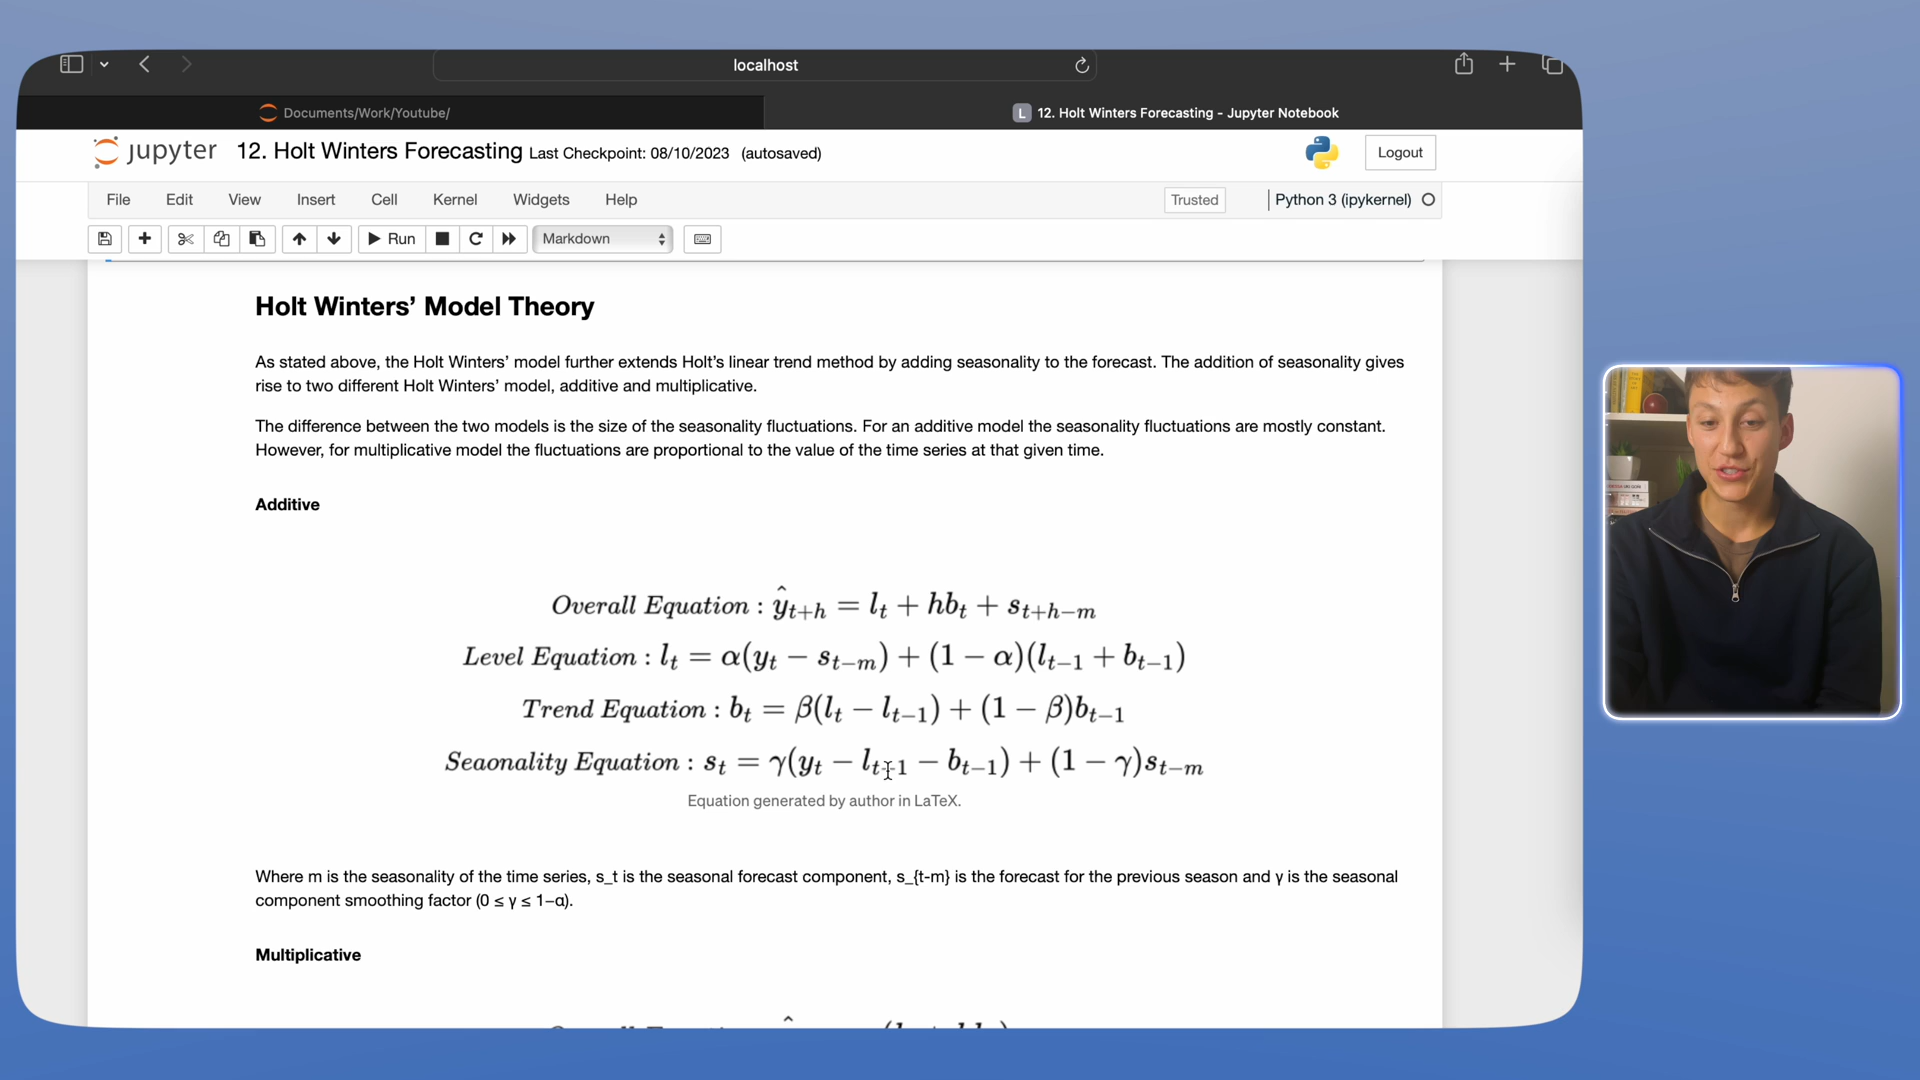 localhost
Documents/Work/Youtube/
L 12. Holt Winters Forecasting - Jupyter Notebook
jupyter 12. Holt Winters Forecasting Last Checkpoint: 08/10/2023 (autosaved)
Logout
File Edit View Insert Cell Kernel Widgets Help
Trusted
Python 3 (ipykernel)
Run
Markdown
Holt Winters’ Model Theory
As stated above, the Holt Winters’ model further extends Holt’s linear trend method by adding seasonality to the forecast. The addition of seasonality gives
rise to two different Holt Winters’ model, additive and multiplicative.
The difference between the two models is the size of the seasonality fluctuations. For an additive model the seasonality fluctuations are mostly constant.
However, for multiplicative model the fluctuations are proportional to the value of the time series at that given time.
Additive
Overall Equation : ŷ_{t+h} = l_t + hb_t + s_{t+h−m}
Level Equation : l_t = α(y_t − s_{t−m}) + (1 − α)(l_{t−1} + b_{t−1})
Trend Equation : b_t = β(l_t − l_{t−1}) + (1 − β)b_{t−1}
Seaonality Equation : s_t = γ(y_t − l_{t−1} − b_{t−1}) + (1 − γ)s_{t−m}
Equation generated by author in LaTeX.
Where m is the seasonality of the time series, s_t is the seasonal forecast component, s_{t-m} is the forecast for the previous season and γ is the seasonal
component smoothing factor (0 ≤ γ ≤ 1−α).
Multiplicative